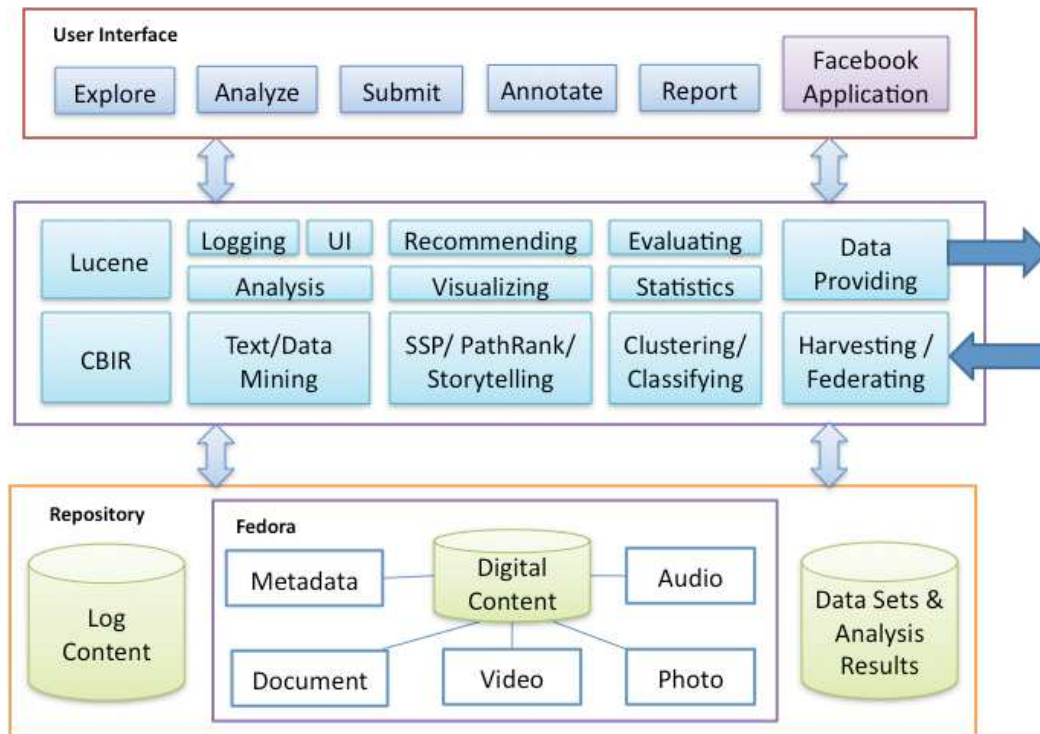 User Interface
Explore
Analyze
Submit
Annotate
Report
Facebook
Application
Lucene
Logging
UI
Recommending
Evaluating
Data
Providing
Analysis
Visualizing
Statistics
CBIR
Text/Data
Mining
SSP/ PathRank/
Storytelling
Clustering/
Classifying
Harvesting /
Federating
Repository
Log
Content
Fedora
Metadata
Digital
Content
Audio
Document
Video
Photo
Data Sets &
Analysis
Results